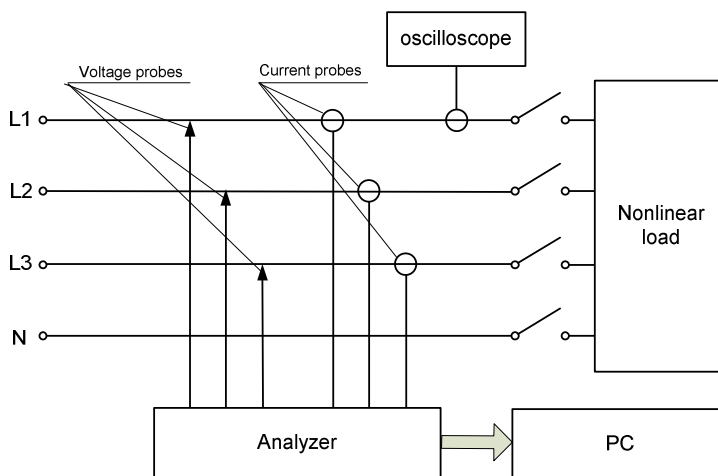 oscilloscope
Voltage probes
Current probes
L1
L2
L3
N
Nonlinear
load
Analyzer
PC